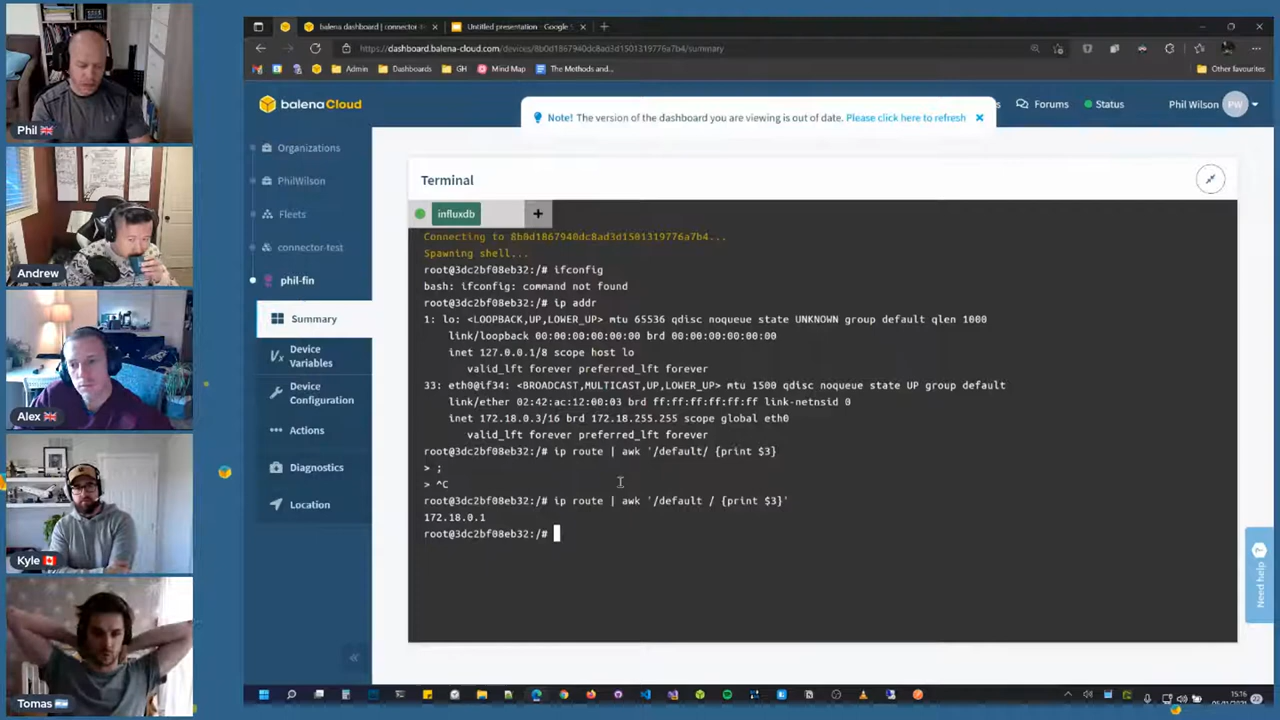 Phil
Andrew
Alex
Kyle
Tomas
balena dashboard | connector
Untitled presentation - Google
https://dashboard.balena-cloud.com/devices/8b0d1867940dc8ad3d1501319776a7b4/summary
Admin
Dashboards
GH
Mind Map
The Methods and...
Other favourites
balenaCloud
Note! The version of the dashboard you are viewing is out of date. Please click here to refresh
Forums
Status
Phil Wilson
PW
Organizations
PhilWilson
Fleets
connector-test
phil-fin
Summary
Device
Variables
Device
Configuration
Actions
Diagnostics
Location
Terminal
influxdb
Connecting to 8b0d1867940dc8ad3d1501319776a7b4...
Spawning shell...
root@3dc2bf08eb32:/# ifconfig
bash: ifconfig: command not found
root@3dc2bf08eb32:/# ip addr
1: lo: <LOOPBACK,UP,LOWER_UP> mtu 65536 qdisc noqueue state UNKNOWN group default qlen 1000
link/loopback 00:00:00:00:00:00 brd 00:00:00:00:00:00
inet 127.0.0.1/8 scope host lo
valid_lft forever preferred_lft forever
33: eth0@if34: <BROADCAST,MULTICAST,UP,LOWER_UP> mtu 1500 qdisc noqueue state UP group default
link/ether 02:42:ac:12:00:03 brd ff:ff:ff:ff:ff:ff link-netnsid 0
inet 172.18.0.3/16 brd 172.18.255.255 scope global eth0
valid_lft forever preferred_lft forever
root@3dc2bf08eb32:/# ip route | awk '/default/ {print $3}
> ;
> ^C
root@3dc2bf08eb32:/# ip route | awk '/default / {print $3}'
172.18.0.1
root@3dc2bf08eb32:/#
Need help
15:16